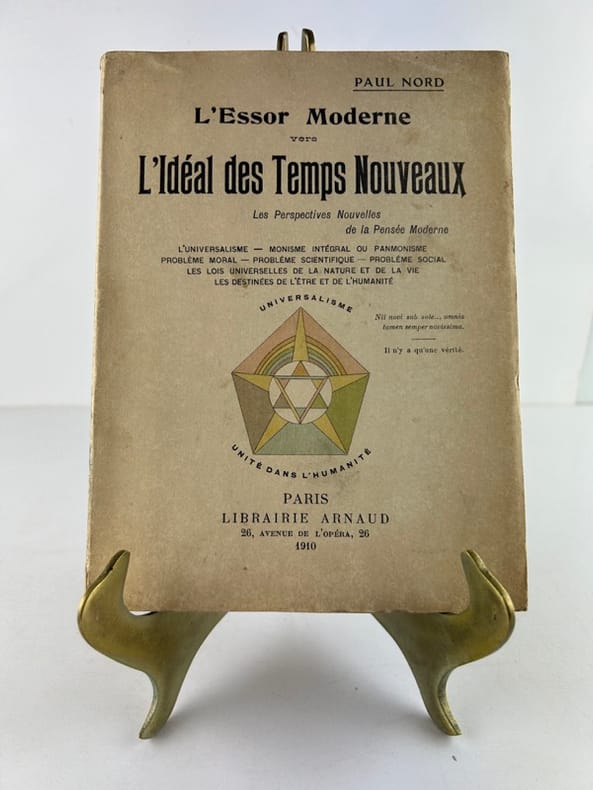 PAUL NORD
L'Essor Moderne
vers
L'Idéal des Temps Nouveaux
Les Perspectives Nouvelles
de la Pensée Moderne
L'UNIVERSALISME — MONISME INTÉGRAL OU PANMONISME
PROBLÈME MORAL — PROBLÈME SCIENTIFIQUE — PROBLÈME SOCIAL
LES LOIS UNIVERSELLES DE LA NATURE ET DE LA VIE
LES DESTINÉES DE L'ÊTRE ET DE L'HUMANITÉ
UNIVERSALISME
Nil novi sub sole..., omnia
tamen semper novissima.
Il n'y a qu'une vérité.
UNITÉ DANS L'HUMANITÉ
PARIS
LIBRAIRIE ARNAUD
26, AVENUE DE L'OPÉRA, 26
1910